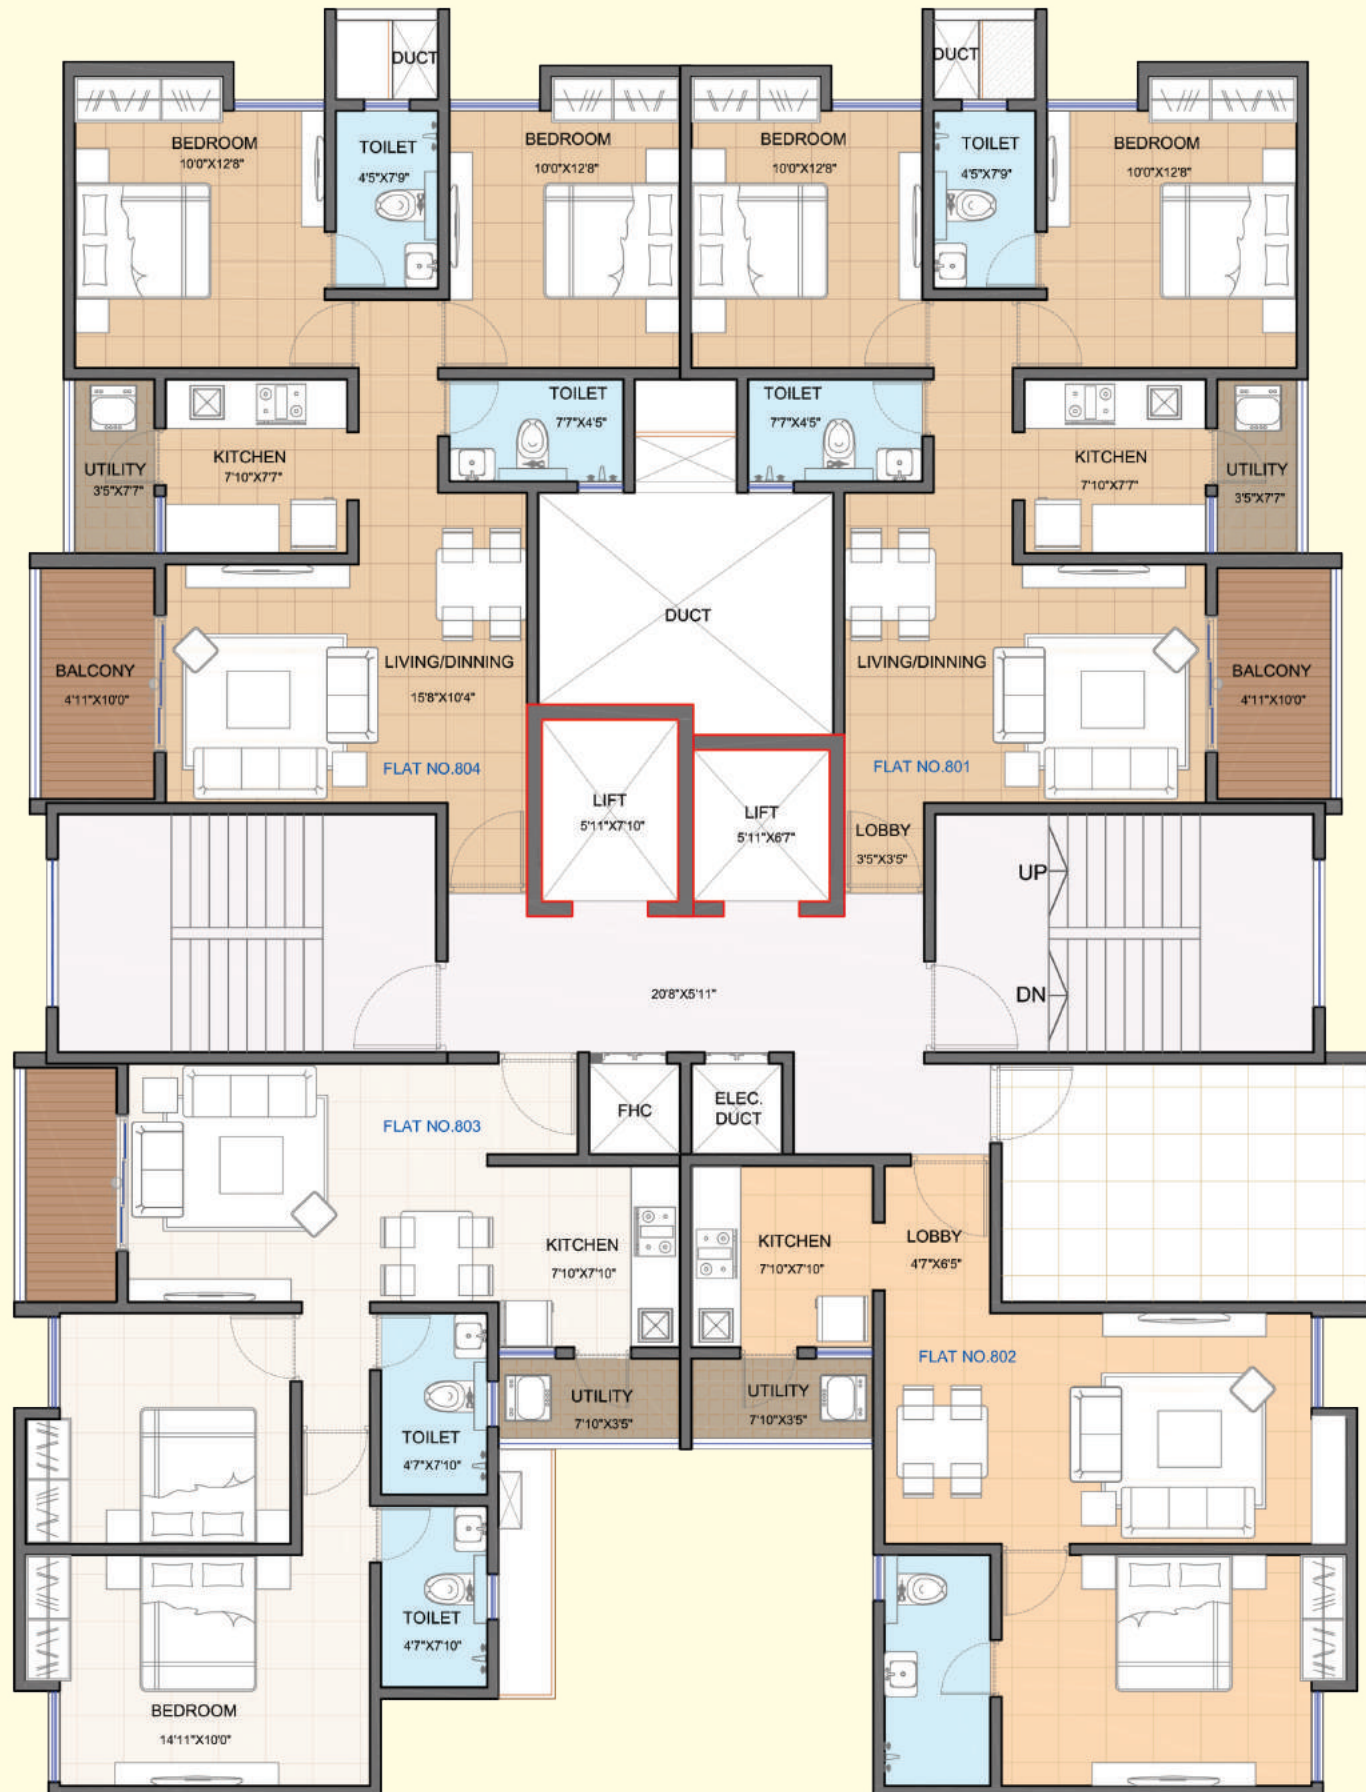 DUCT
DUCT
BEDROOM
10'0"X12'8"
TOILET
4'5"X7'9"
BEDROOM
10'0"X12'8"
BEDROOM
10'0"X12'8"
TOILET
4'5"X7'9"
BEDROOM
10'0"X12'8"
TOILET
7'7"X4'5"
TOILET
7'7"X4'5"
UTILITY
3'5"X7'7"
KITCHEN
7'10"X7'7"
KITCHEN
7'10"X7'7"
UTILITY
3'5"X7'7"
DUCT
BALCONY
4'11"X10'0"
LIVING/DINNING
15'8"X10'4"
LIVING/DINNING
BALCONY
4'11"X10'0"
FLAT NO.804
FLAT NO.801
LIFT
5'11"X7'10"
LIFT
5'11"X6'7"
LOBBY
3'5"X3'5"
UP
DN
20'8"X5'11"
FHC
ELEC.
DUCT
FLAT NO.803
KITCHEN
7'10"X7'10"
KITCHEN
7'10"X7'10"
LOBBY
4'7"X6'5"
FLAT NO.802
UTILITY
7'10"X3'5"
UTILITY
7'10"X3'5"
TOILET
4'7"X7'10"
TOILET
4'7"X7'10"
BEDROOM
14'11"X10'0"